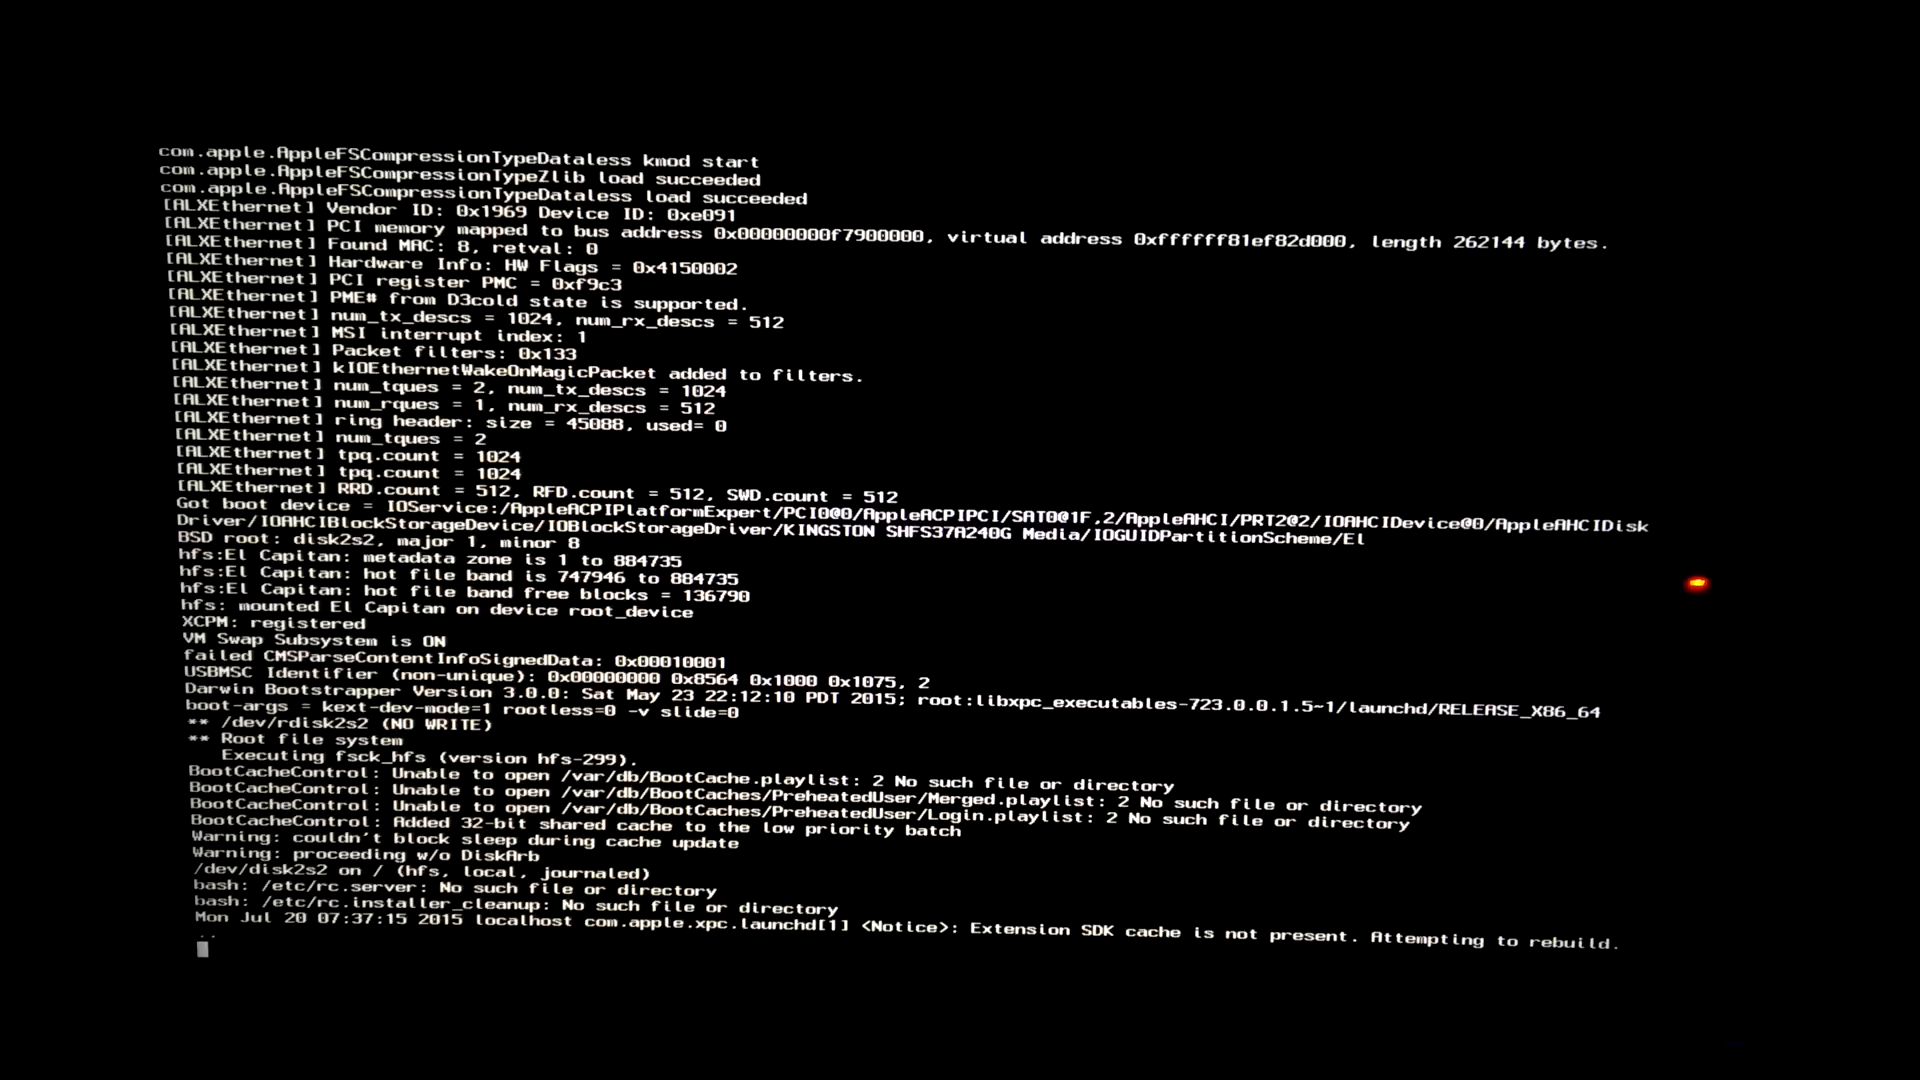 com.apple.AppleFSCompressionTypeDataless kmod start
com.apple.AppleFSCompressionTypeZlib load succeeded
com.apple.AppleFSCompressionTypeDataless load succeeded
[ALXEthernet] Vendor ID: 0x1969 Device ID: 0xe091
[ALXEthernet] PCI memory mapped to bus address 0x00000000f7900000, virtual address 0xffffff81ef82d000, length 262144 bytes.
[ALXEthernet] Found MAC: 8, retval: 0
[ALXEthernet] Hardware Info: HW Flags = 0x4150002
[ALXEthernet] PCI register PMC = 0xf9c3
[ALXEthernet] PME# from D3cold state is supported.
[ALXEthernet] num_tx_descs = 1024, num_rx_descs = 512
[ALXEthernet] MSI interrupt index: 1
[ALXEthernet] Packet filters: 0x133
[ALXEthernet] kIOEthernetWakeOnMagicPacket added to filters.
[ALXEthernet] num_tques = 2, num_tx_descs = 1024
[ALXEthernet] num_rques = 1, num_rx_descs = 512
[ALXEthernet] ring header: size = 45088, used= 0
[ALXEthernet] num_tques = 2
[ALXEthernet] tpq.count = 1024
[ALXEthernet] tpq.count = 1024
[ALXEthernet] RRD.count = 512, RFD.count = 512, SWD.count = 512
Got boot device = IOService:/AppleACPIPlatformExpert/PCI0@0/AppleACPIPCI/SAT0@1F,2/AppleAHCI/PRT2@2/IOAHCIDevice@0/AppleAHCIDisk
Driver/IOAHCIBlockStorageDevice/IOBlockStorageDriver/KINGSTON SHFS37A240G Media/IOGUIDPartitionScheme/El
BSD root: disk2s2, major 1, minor 8
hfs:El Capitan: metadata zone is 1 to 884735
hfs:El Capitan: hot file band is 747946 to 884735
hfs:El Capitan: hot file band free blocks = 136790
hfs: mounted El Capitan on device root_device
XCPM: registered
VM Swap Subsystem is ON
failed CMSParseContentInfoSignedData: 0x00010001
USBMSC Identifier (non-unique): 0x00000000 0x8564 0x1000 0x1075, 2
Darwin Bootstrapper Version 3.0.0: Sat May 23 22:12:10 PDT 2015; root:libxpc_executables-723.0.0.1.5~1/launchd/RELEASE_X86_64
boot-args = kext-dev-mode=1 rootless=0 -v slide=0
** /dev/rdisk2s2 (NO WRITE)
** Root file system
Executing fsck_hfs (version hfs-299).
BootCacheControl: Unable to open /var/db/BootCache.playlist: 2 No such file or directory
BootCacheControl: Unable to open /var/db/BootCaches/PreheatedUser/Merged.playlist: 2 No such file or directory
BootCacheControl: Unable to open /var/db/BootCaches/PreheatedUser/Login.playlist: 2 No such file or directory
BootCacheControl: Added 32-bit shared cache to the low priority batch
Warning: couldn't block sleep during cache update
Warning: proceeding w/o DiskArb
/dev/disk2s2 on / (hfs, local, journaled)
bash: /etc/rc.server: No such file or directory
bash: /etc/rc.installer_cleanup: No such file or directory
Mon Jul 20 07:37:15 2015 localhost com.apple.xpc.launchd[1] <Notice>: Extension SDK cache is not present. Attempting to rebuild.
..